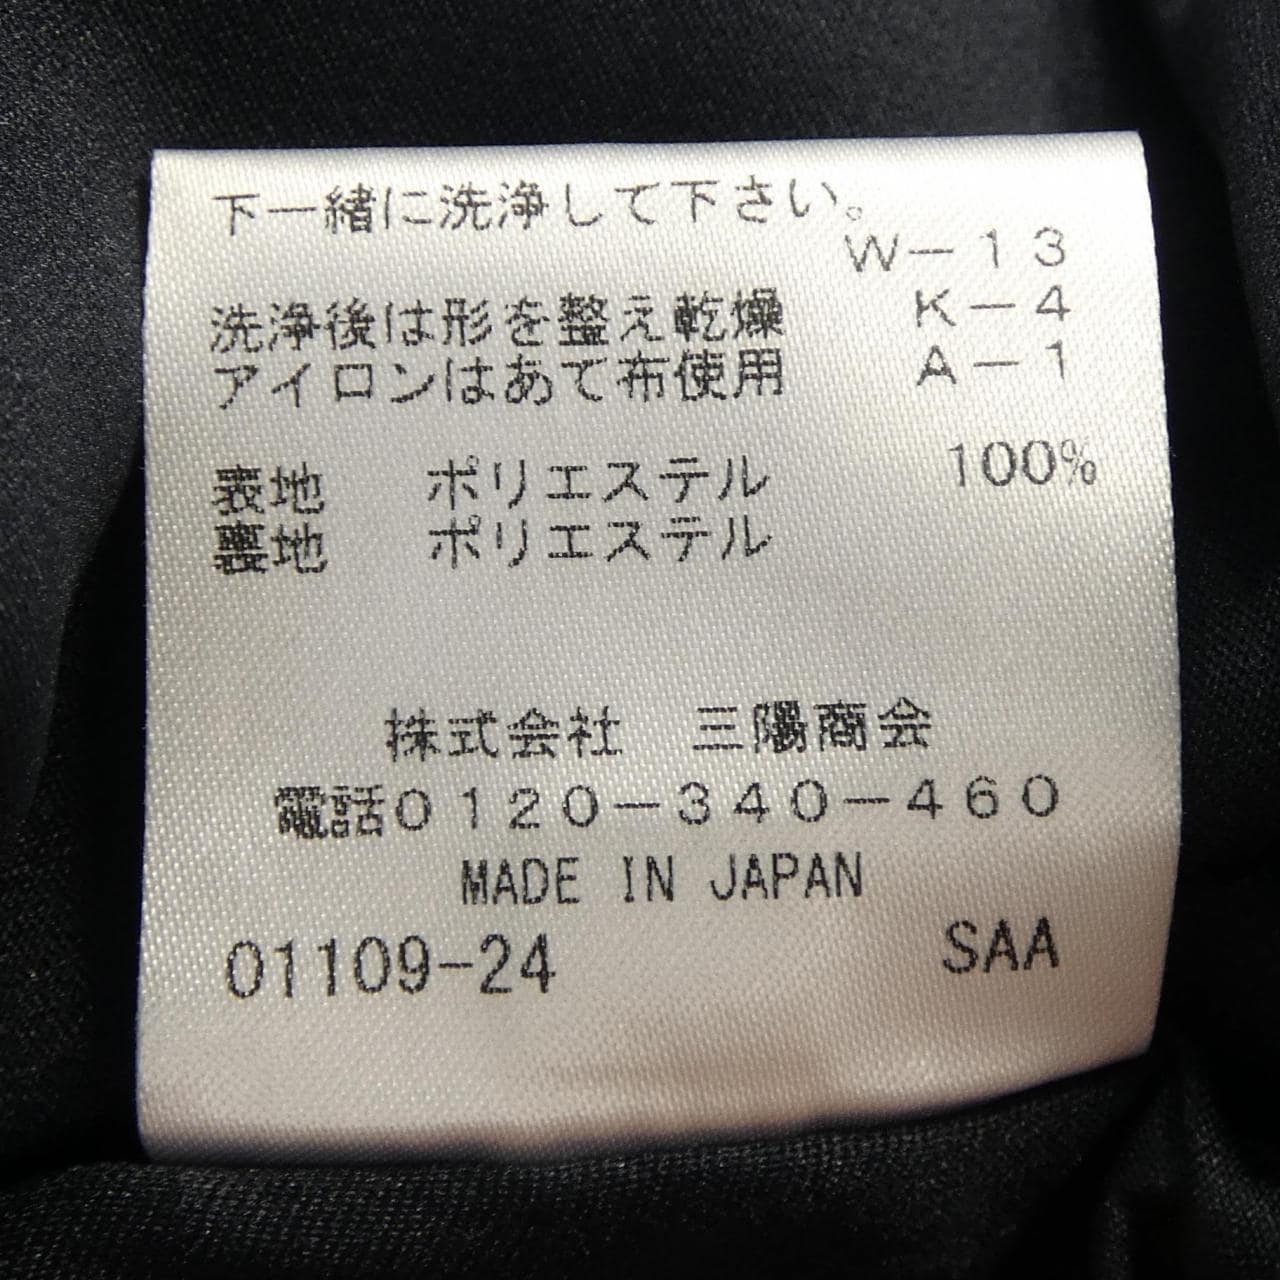 下一緒に洗浄して下さい。
Ｗ－１３
洗浄後は形を整え乾燥 Ｋ－４
アイロンはあて布使用 Ａ－１
表地 ポリエステル 100%
裏地 ポリエステル
株式会社 三陽商会
電話０１２０－３４０－４６０
MADE IN JAPAN
01109-24 SAA